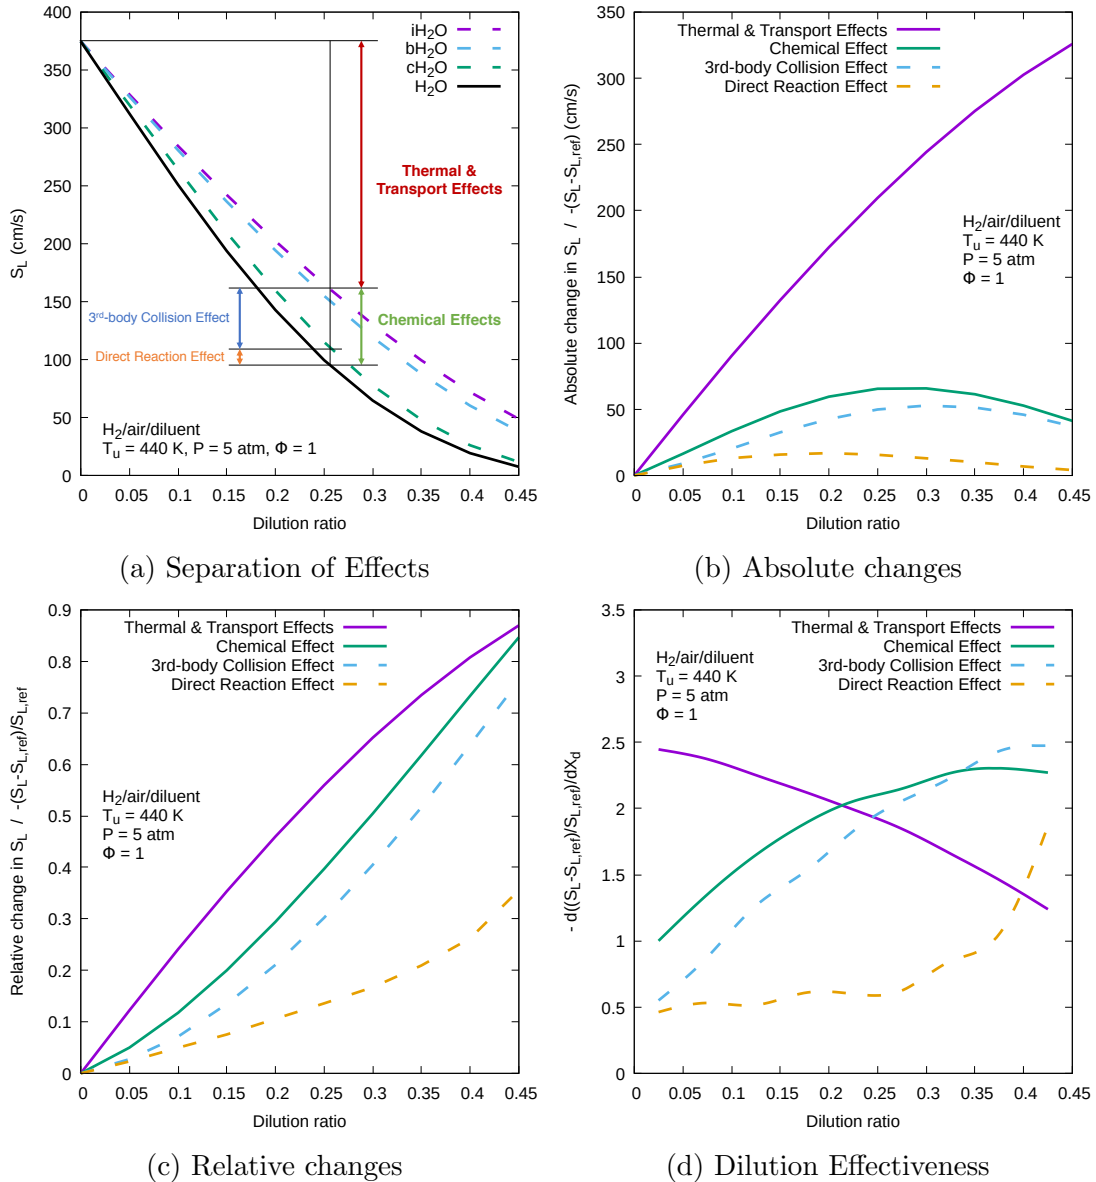 iH2O
bH2O
cH2O
H2O
Thermal &
Transport Effects
3rd-body Collision Effect
Chemical Effects
Direct Reaction Effect
H2/air/diluent
Tu = 440 K, P = 5 atm, Φ = 1
SL (cm/s)
400
350
300
250
200
150
100
50
0
0 0.05 0.1 0.15 0.2 0.25 0.3 0.35 0.4 0.45
Dilution ratio
(a) Separation of Effects
Thermal & Transport Effects
Chemical Effect
3rd-body Collision Effect
Direct Reaction Effect
H2/air/diluent
Tu = 440 K
P = 5 atm
Φ = 1
Absolute change in SL / -(SL-SL,ref) (cm/s)
350
300
250
200
150
100
50
0
0 0.05 0.1 0.15 0.2 0.25 0.3 0.35 0.4 0.45
Dilution ratio
(b) Absolute changes
Thermal & Transport Effects
Chemical Effect
3rd-body Collision Effect
Direct Reaction Effect
H2/air/diluent
Tu = 440 K
P = 5 atm
Φ = 1
Relative change in SL / -(SL-SL,ref)/SL,ref
0.9
0.8
0.7
0.6
0.5
0.4
0.3
0.2
0.1
0
0 0.05 0.1 0.15 0.2 0.25 0.3 0.35 0.4 0.45
Dilution ratio
(c) Relative changes
Thermal & Transport Effects
Chemical Effect
3rd-body Collision Effect
Direct Reaction Effect
H2/air/diluent
Tu = 440 K
P = 5 atm
Φ = 1
- d((SL-SL,ref)/SL,ref)/dXd
3.5
3
2.5
2
1.5
1
0.5
0
0 0.05 0.1 0.15 0.2 0.25 0.3 0.35 0.4 0.45
Dilution ratio
(d) Dilution Effectiveness